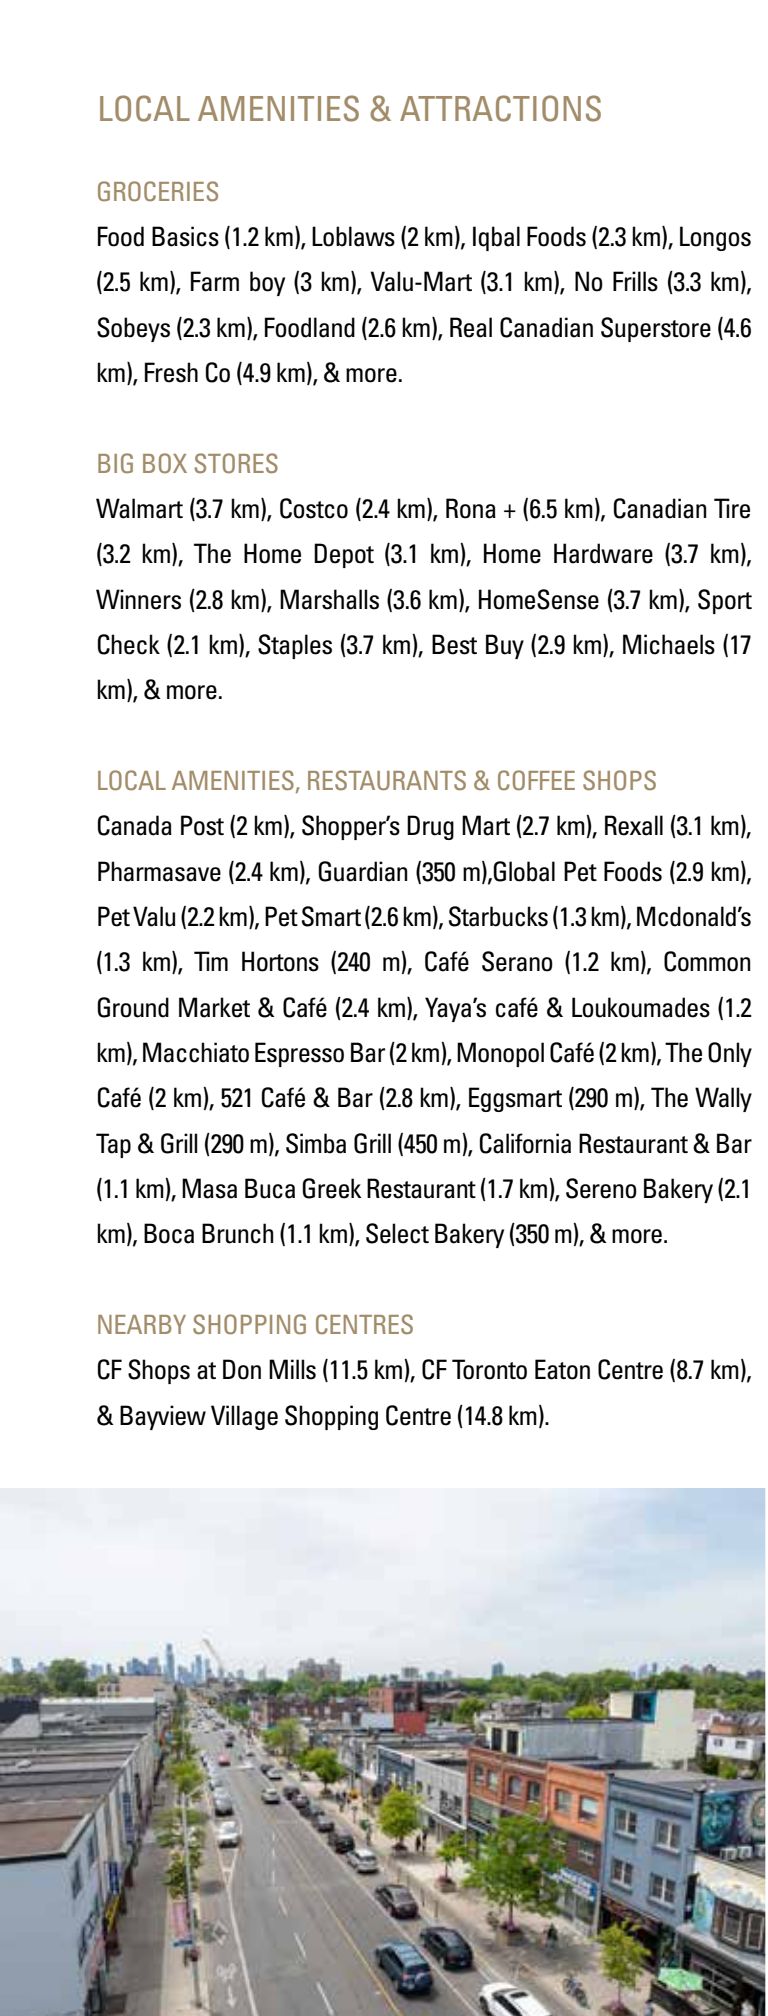 LOCAL AMENITIES & ATTRACTIONS
GROCERIES
Food Basics (1.2 km), Loblaws (2 km), Iqbal Foods (2.3 km), Longos
(2.5 km), Farm boy (3 km), Valu-Mart (3.1 km), No Frills (3.3 km),
Sobeys (2.3 km), Foodland (2.6 km), Real Canadian Superstore (4.6
km), Fresh Co (4.9 km), & more.
BIG BOX STORES
Walmart (3.7 km), Costco (2.4 km), Rona + (6.5 km), Canadian Tire
(3.2 km), The Home Depot (3.1 km), Home Hardware (3.7 km),
Winners (2.8 km), Marshalls (3.6 km), HomeSense (3.7 km), Sport
Check (2.1 km), Staples (3.7 km), Best Buy (2.9 km), Michaels (17
km), & more.
LOCAL AMENITIES, RESTAURANTS & COFFEE SHOPS
Canada Post (2 km), Shopper’s Drug Mart (2.7 km), Rexall (3.1 km),
Pharmasave (2.4 km), Guardian (350 m),Global Pet Foods (2.9 km),
Pet Valu (2.2 km), Pet Smart (2.6 km), Starbucks (1.3 km), Mcdonald’s
(1.3 km), Tim Hortons (240 m), Café Serano (1.2 km), Common
Ground Market & Café (2.4 km), Yaya’s café & Loukoumades (1.2
km), Macchiato Espresso Bar (2 km), Monopol Café (2 km), The Only
Café (2 km), 521 Café & Bar (2.8 km), Eggsmart (290 m), The Wally
Tap & Grill (290 m), Simba Grill (450 m), California Restaurant & Bar
(1.1 km), Masa Buca Greek Restaurant (1.7 km), Sereno Bakery (2.1
km), Boca Brunch (1.1 km), Select Bakery (350 m), & more.
NEARBY SHOPPING CENTRES
CF Shops at Don Mills (11.5 km), CF Toronto Eaton Centre (8.7 km),
& Bayview Village Shopping Centre (14.8 km).